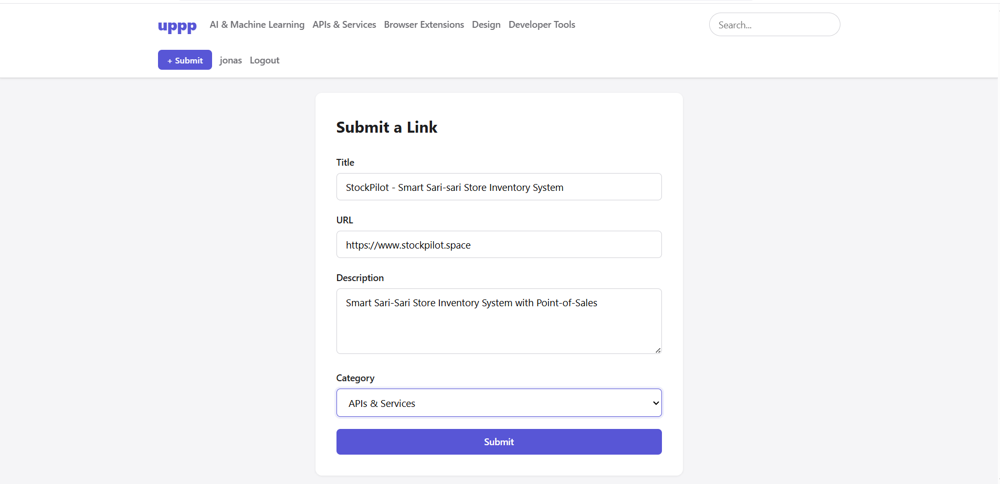 uppp AI & Machine Learning APIs & Services Browser Extensions Design Developer Tools Search...
+ Submit jonas Logout
Submit a Link
Title
StockPilot - Smart Sari-sari Store Inventory System
URL
https://www.stockpilot.space
Description
Smart Sari-Sari Store Inventory System with Point-of-Sales
Category
APIs & Services
Submit